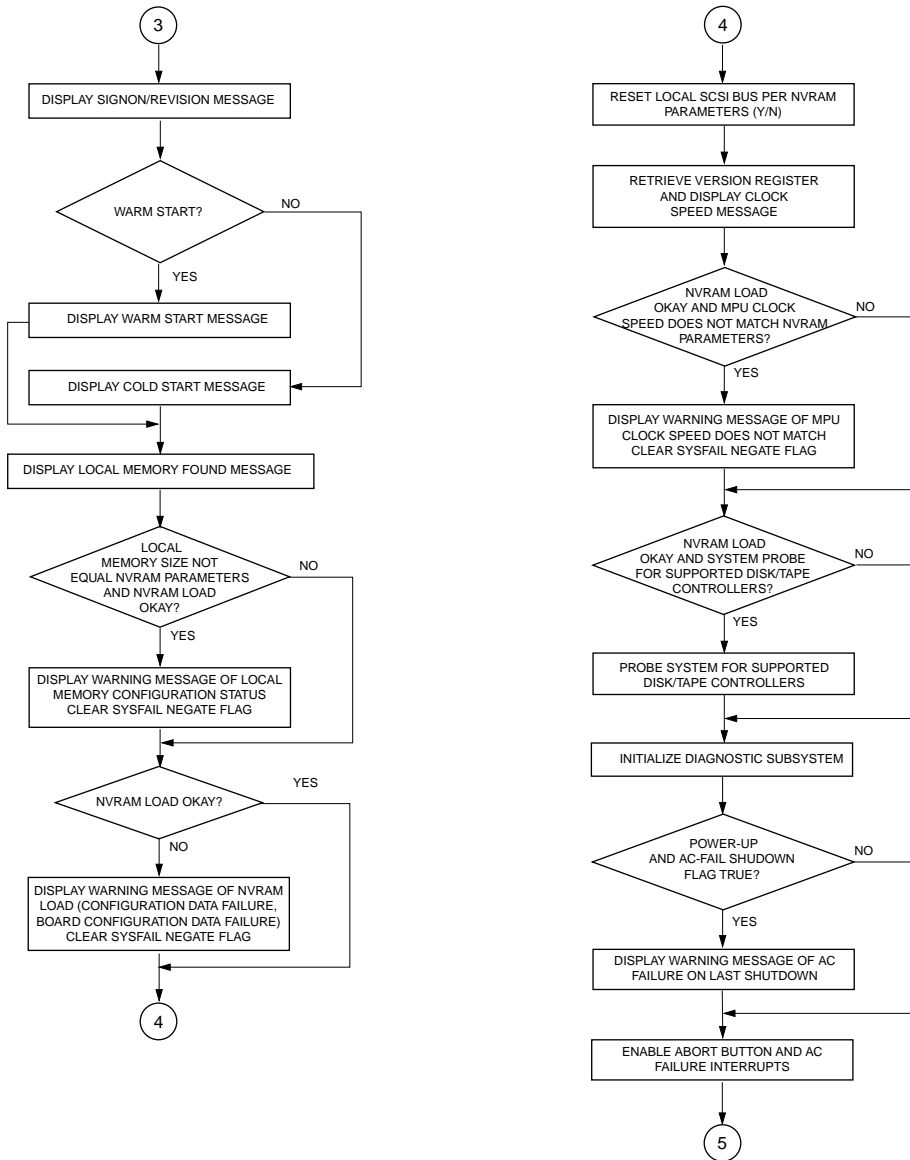 3
DISPLAY SIGNON/REVISION MESSAGE
WARM START?
NO
YES
DISPLAY WARM START MESSAGE
DISPLAY COLD START MESSAGE
DISPLAY LOCAL MEMORY FOUND MESSAGE
LOCAL
MEMORY SIZE NOT
EQUAL NVRAM PARAMETERS
AND NVRAM LOAD
OKAY?
NO
YES
DISPLAY WARNING MESSAGE OF LOCAL
MEMORY CONFIGURATION STATUS
CLEAR SYSFAIL NEGATE FLAG
NVRAM LOAD OKAY?
YES
NO
DISPLAY WARNING MESSAGE OF NVRAM
LOAD (CONFIGURATION DATA FAILURE,
BOARD CONFIGURATION DATA FAILURE)
CLEAR SYSFAIL NEGATE FLAG
4
4
RESET LOCAL SCSI BUS PER NVRAM
PARAMETERS (Y/N)
RETRIEVE VERSION REGISTER
AND DISPLAY CLOCK
SPEED MESSAGE
NVRAM LOAD
OKAY AND MPU CLOCK
SPEED DOES NOT MATCH NVRAM
PARAMETERS?
NO
YES
DISPLAY WARNING MESSAGE OF MPU
CLOCK SPEED DOES NOT MATCH
CLEAR SYSFAIL NEGATE FLAG
NVRAM LOAD
OKAY AND SYSTEM PROBE
FOR SUPPORTED DISK/TAPE
CONTROLLERS?
NO
YES
PROBE SYSTEM FOR SUPPORTED
DISK/TAPE CONTROLLERS
INITIALIZE DIAGNOSTIC SUBSYSTEM
POWER-UP
AND AC-FAIL SHUDOWN
FLAG TRUE?
NO
YES
DISPLAY WARNING MESSAGE OF AC
FAILURE ON LAST SHUTDOWN
ENABLE ABORT BUTTON AND AC
FAILURE INTERRUPTS
5